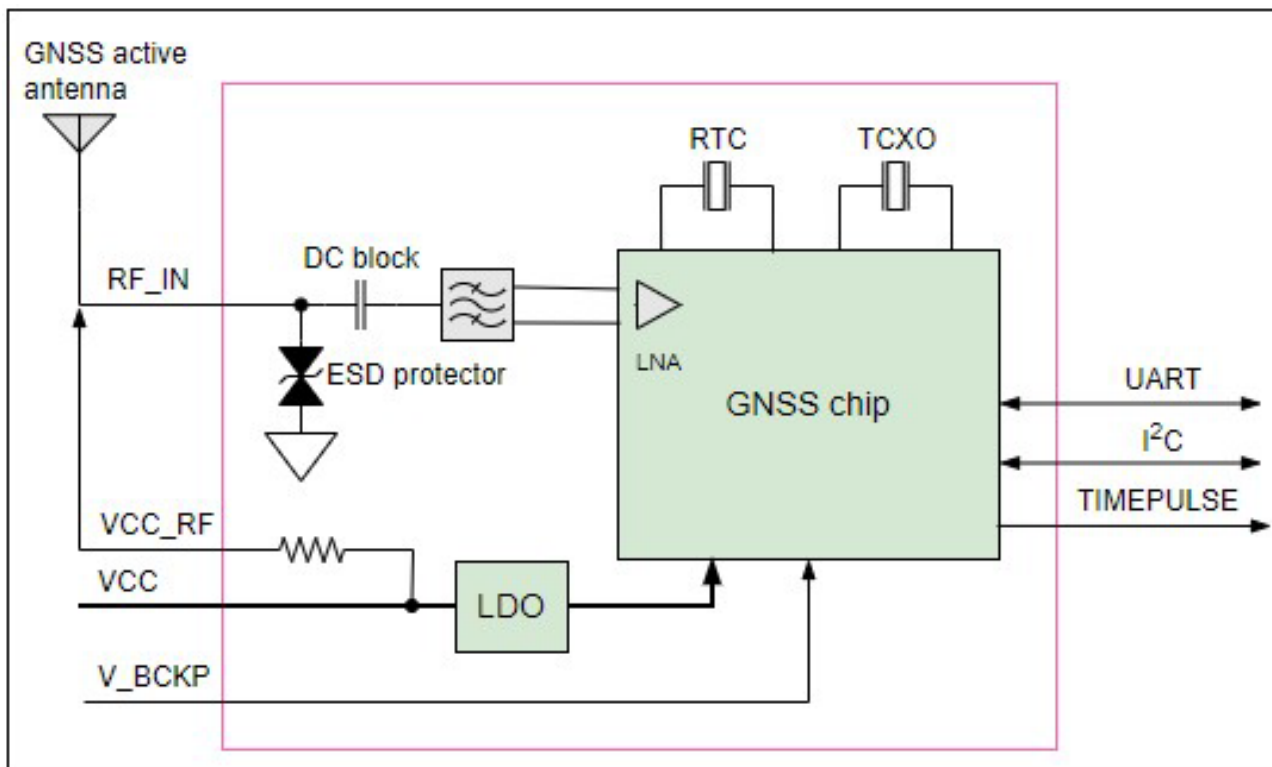 GNSS active
antenna
RTC
TCXO
DC block
RF_IN
ESD protector
LNA
GNSS chip
UART
I²C
TIMEPULSE
VCC_RF
VCC
LDO
V_BCKP